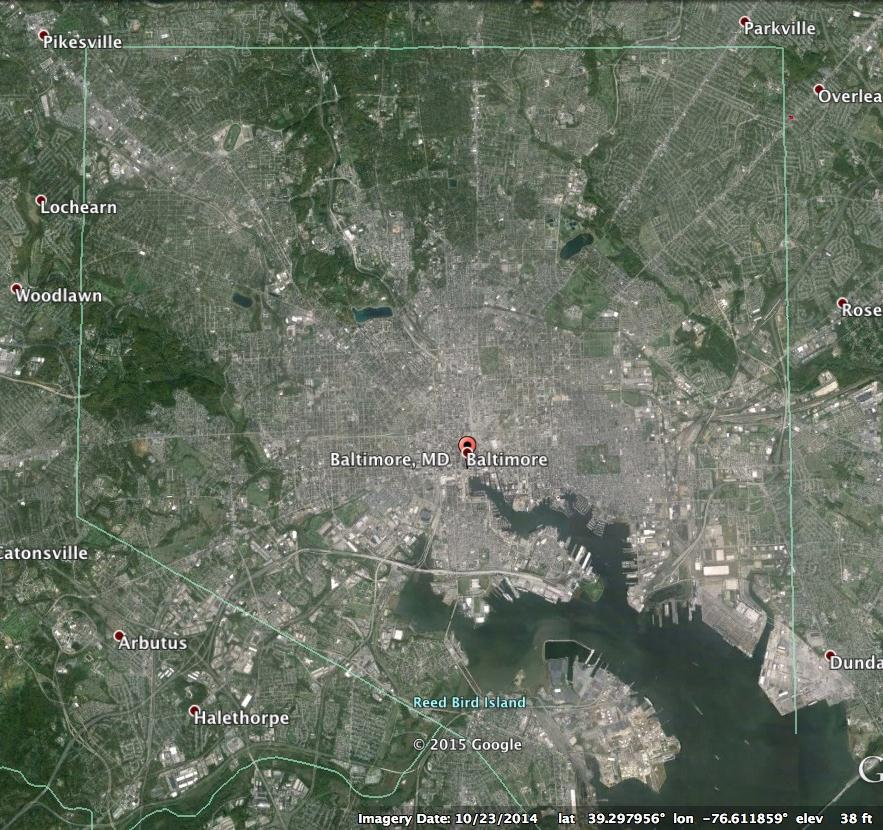 Pikesville
Parkville
Overlea
Lochearn
Woodlawn
Rose
Baltimore, MD
Baltimore
Catonsville
Arbutus
Dunda
Reed Bird Island
Halethorpe
© 2015 Google
G
Imagery Date: 10/23/2014 lat 39.297956° lon -76.611859° elev 38 ft